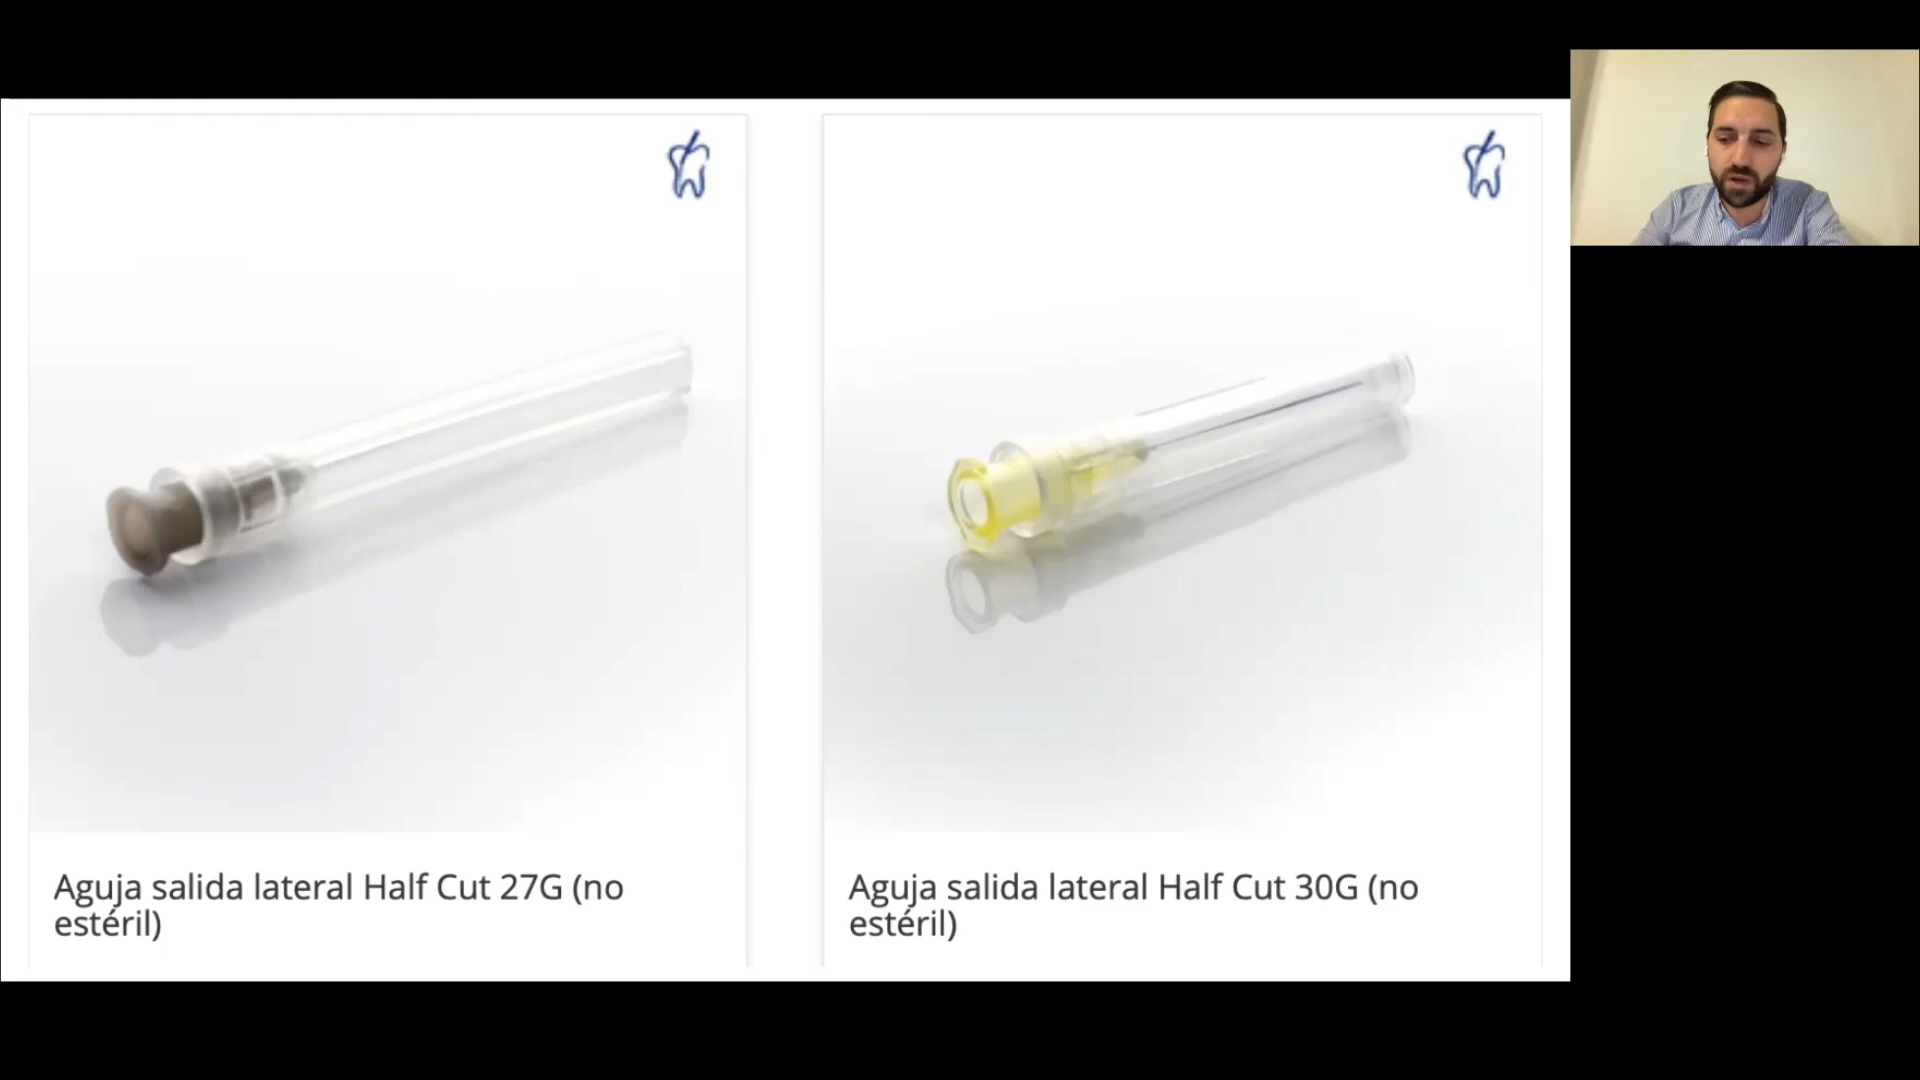 Aguja salida lateral Half Cut 27G (no
estéril)
Aguja salida lateral Half Cut 30G (no
estéril)